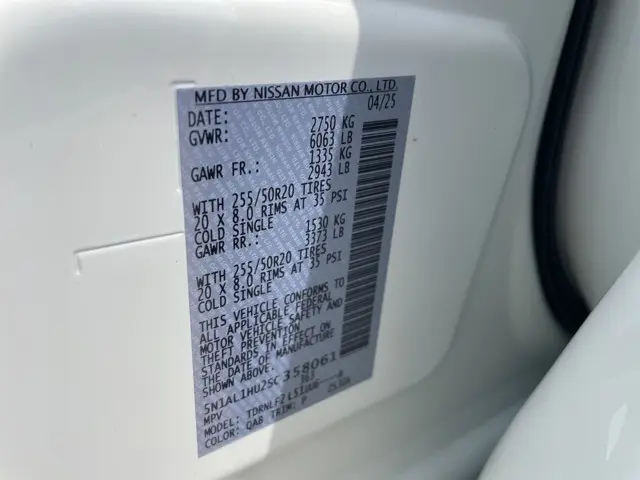 MFD BY NISSAN MOTOR CO., LTD.
DATE: 04/25
GVWR: 2750 KG
6063 LB
GAWR FR.: 1335 KG
2943 LB
WITH 255/50R20 TIRES
20 X 8.0 RIMS AT 35 PSI
COLD SINGLE
GAWR RR.: 1530 KG
3373 LB
WITH 255/50R20 TIRES
20 X 8.0 RIMS AT 35 PSI
COLD SINGLE
THIS VEHICLE CONFORMS TO
ALL APPLICABLE FEDERAL
MOTOR VEHICLE SAFETY AND
THEFT PREVENTION
STANDARDS IN EFFECT ON
THE DATE OF MANUFACTURE
SHOWN ABOVE.
5N1AL1HU2SC358061
MPV
MODEL:
COLOR: QAB TRIM: P